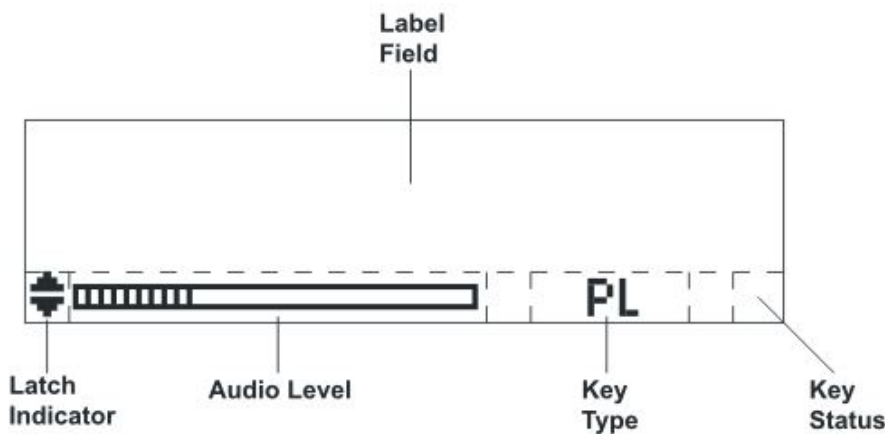 Label
Field
PL
Latch
Indicator
Audio Level
Key
Type
Key
Status